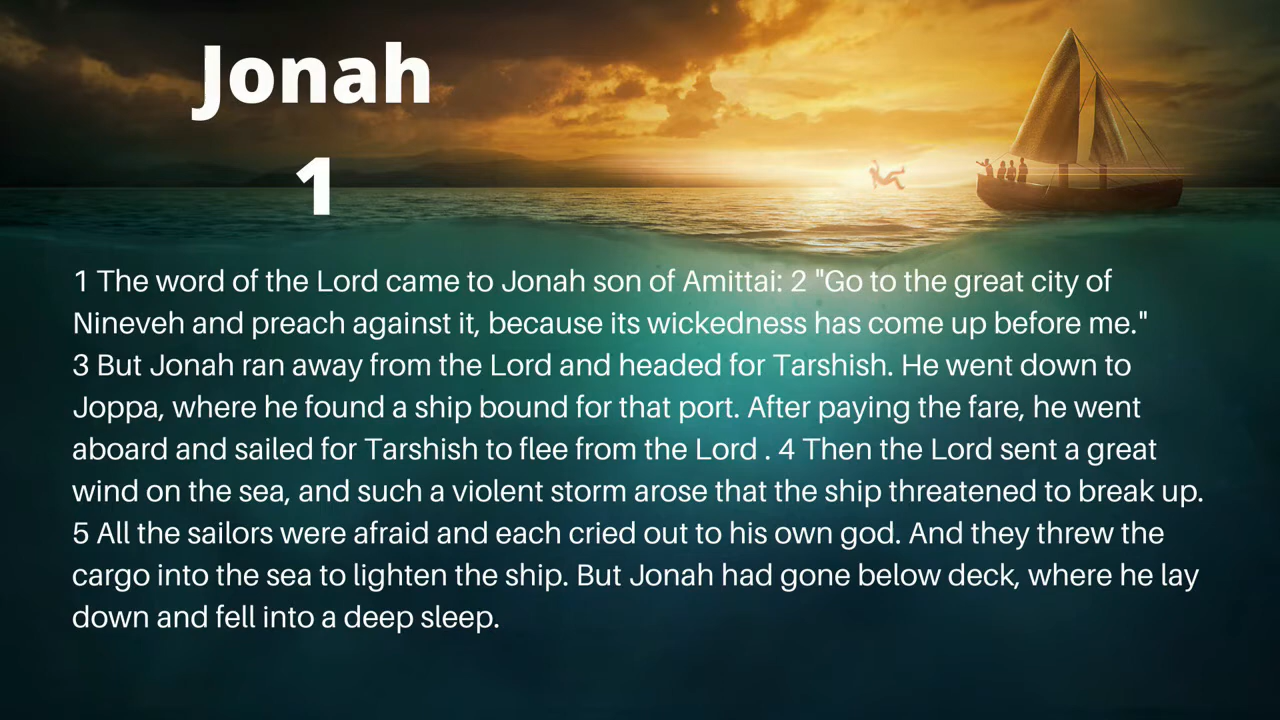 Jonah
1
1 The word of the Lord came to Jonah son of Amittai: 2 "Go to the great city of
Nineveh and preach against it, because its wickedness has come up before me."
3 But Jonah ran away from the Lord and headed for Tarshish. He went down to
Joppa, where he found a ship bound for that port. After paying the fare, he went
aboard and sailed for Tarshish to flee from the Lord . 4 Then the Lord sent a great
wind on the sea, and such a violent storm arose that the ship threatened to break up.
5 All the sailors were afraid and each cried out to his own god. And they threw the
cargo into the sea to lighten the ship. But Jonah had gone below deck, where he lay
down and fell into a deep sleep.